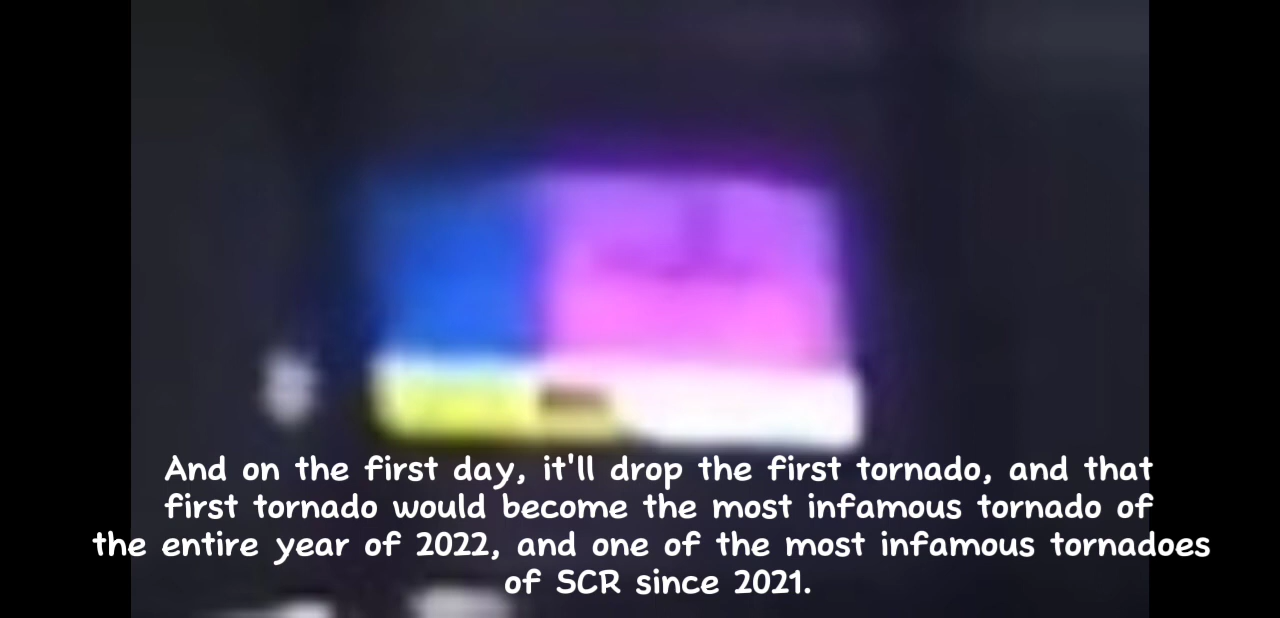 And on the first day, it'll drop the first tornado, and that
first tornado would become the most infamous tornado of
the entire year of 2022, and one of the most infamous tornadoes
of SCR since 2021.